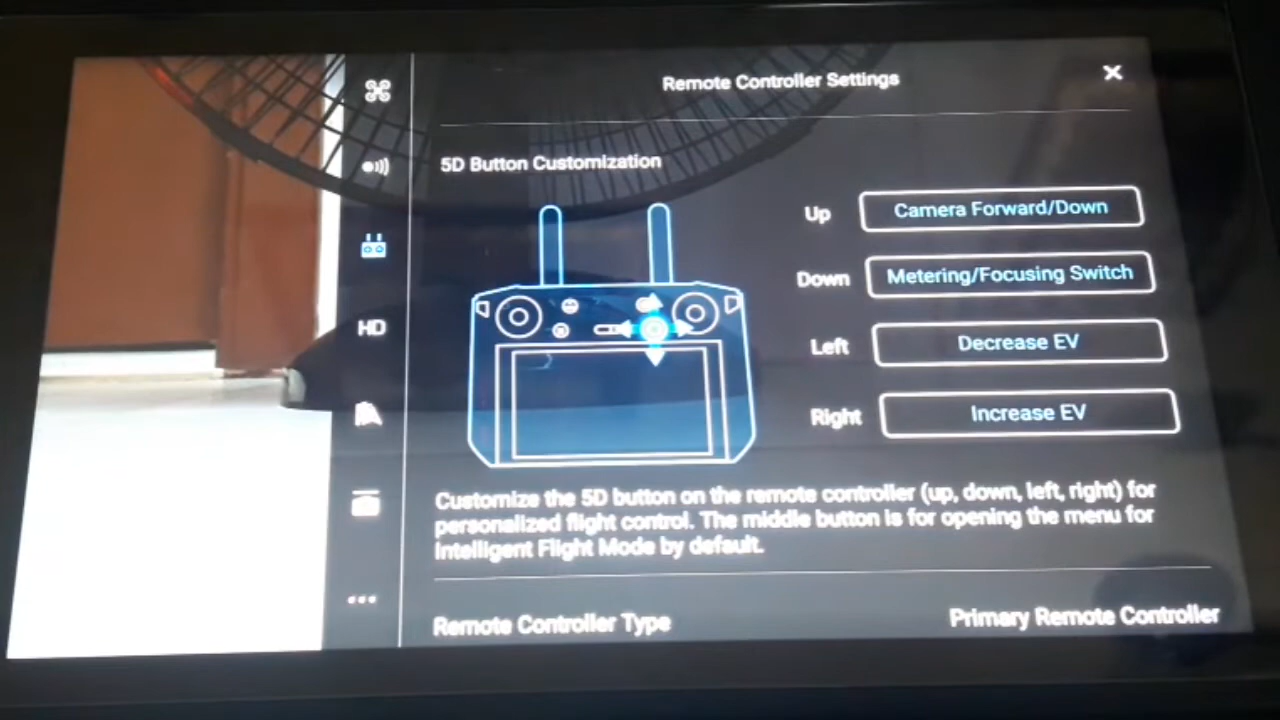 Remote Controller Settings
5D Button Customization
Up
Camera Forward/Down
Down
Metering/Focusing Switch
Left
Decrease EV
HD
Right
Increase EV
Customize the 5D button on the remote controller (up, down, left, right) for
personalized flight control. The middle button is for opening the menu for
Intelligent Flight Mode by default.
Remote Controller Type
Primary Remote Controller